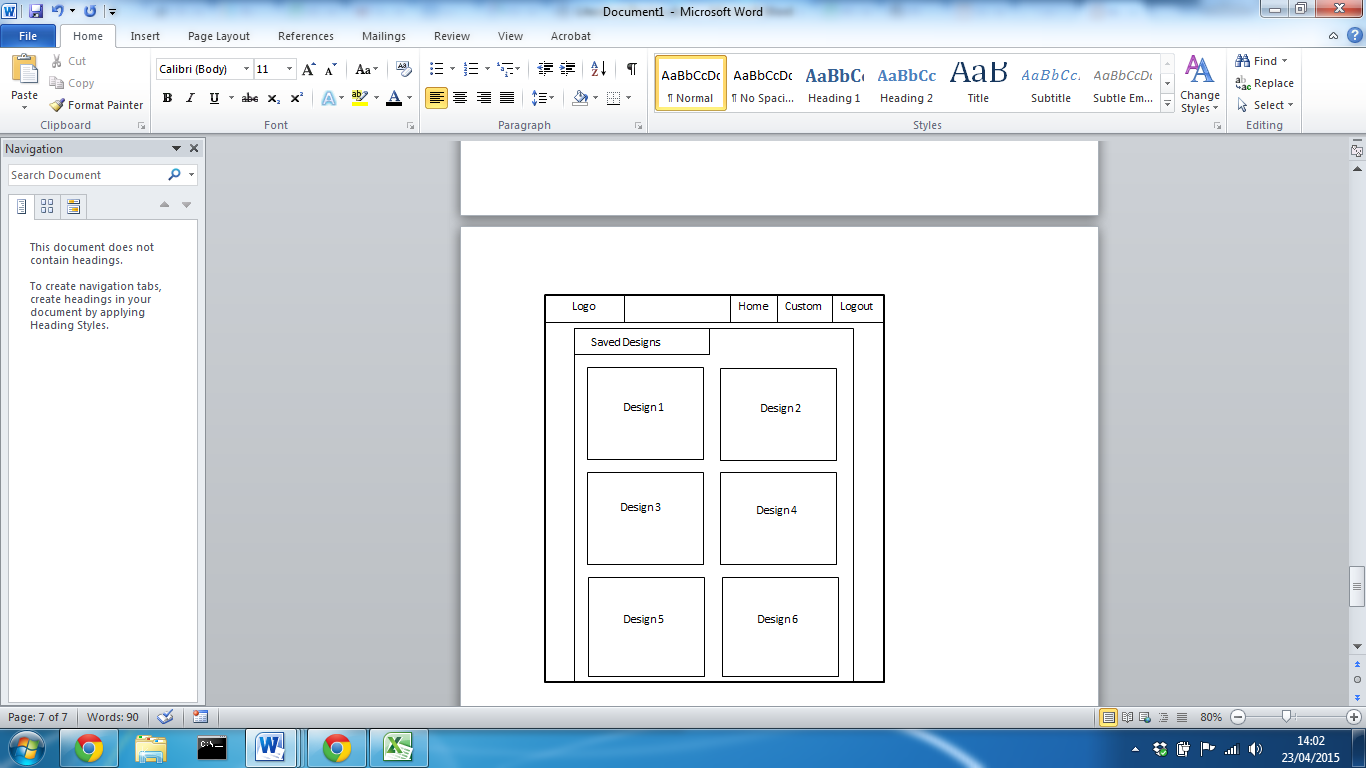 Document1 - Microsoft Word
File Home Insert Page Layout References Mailings Review View Acrobat
Paste
Cut
Copy
Format Painter
Clipboard
Calibri (Body) 11
Font
Paragraph
AaBbCcDc AaBbCcDc AaBbCc AaBbCc AaB AaBbCc. AaBbCcDc
¶ Normal ¶ No Spaci... Heading 1 Heading 2 Title Subtitle Subtle Em...
Change
Styles
Styles
Find
Replace
Select
Editing
Navigation
Search Document
This document does not
contain headings.
To create navigation tabs,
create headings in your
document by applying
Heading Styles.
Logo Home Custom Logout
Saved Designs
Design 1 Design 2
Design 3 Design 4
Design 5 Design 6
Page: 7 of 7 Words: 90 80%
14:02
23/04/2015